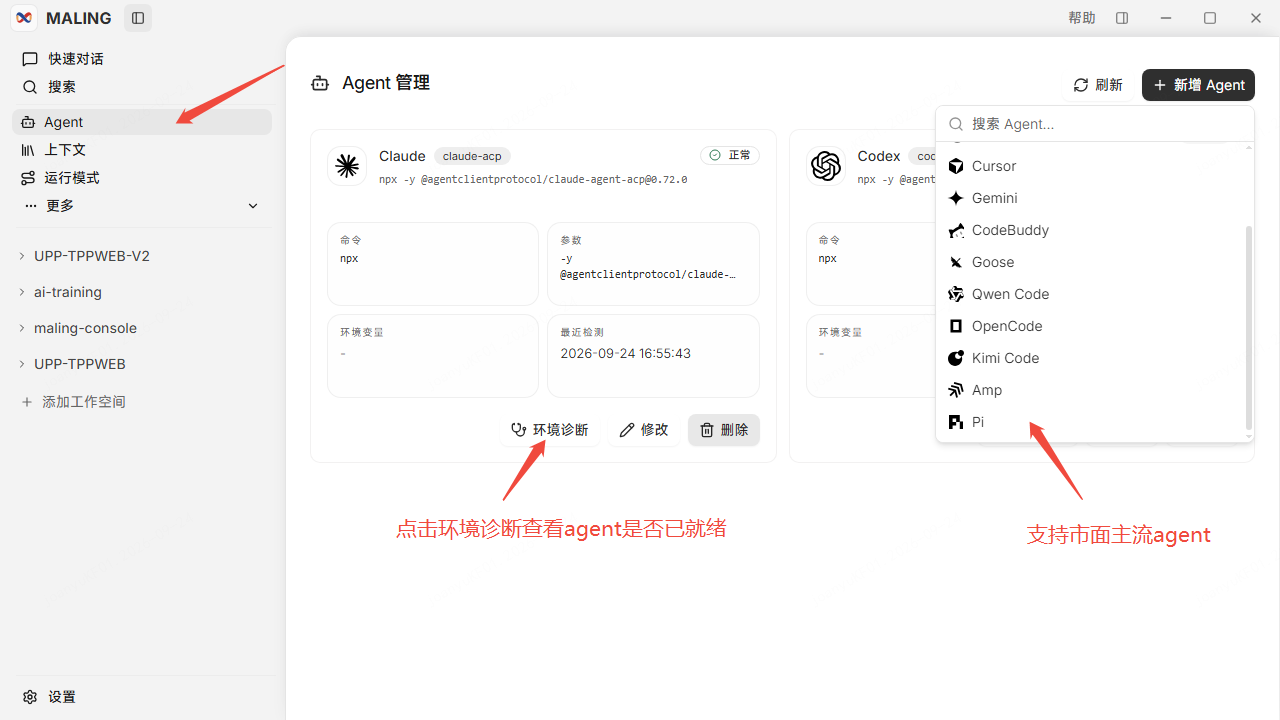 MALING
帮助
快速对话
搜索
Agent
上下文
运行模式
更多
UPP-TPPWEB-V2
ai-training
maling-console
UPP-TPPWEB
添加工作空间
设置
Agent 管理
刷新
新增 Agent
Claude claude-acp 正常
npx -y @agentclientprotocol/claude-agent-acp@0.72.0
命令
npx
参数
-y
@agentclientprotocol/claude-…
环境变量
-
最近检测
2026-09-24 16:55:43
环境诊断
修改
删除
Codex
npx -y @agent
命令
npx
环境变量
-
搜索 Agent...
Cursor
Gemini
CodeBuddy
Goose
Qwen Code
OpenCode
Kimi Code
Amp
Pi
点击环境诊断查看agent是否已就绪
支持市面主流agent